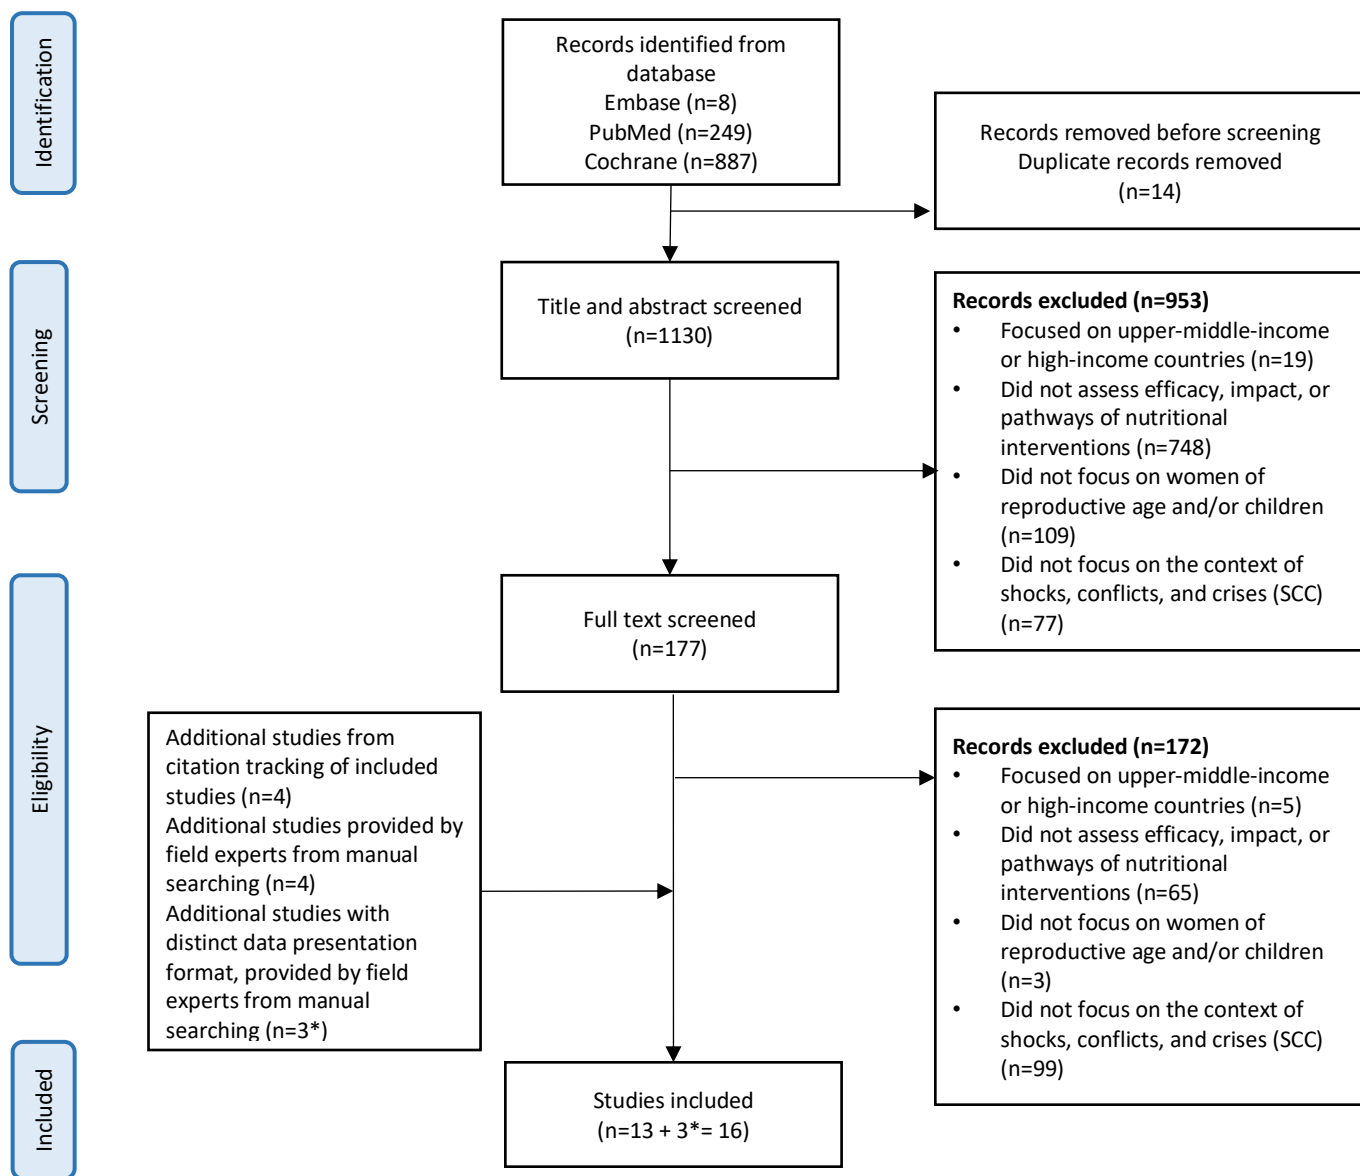 Identification
Records identified from
database
Embase (n=8)
PubMed (n=249)
Cochrane (n=887)
Records removed before screening
Duplicate records removed
(n=14)
Screening
Title and abstract screened
(n=1130)
Records excluded (n=953)
• Focused on upper-middle-income
or high-income countries (n=19)
• Did not assess efficacy, impact, or
pathways of nutritional
interventions (n=748)
• Did not focus on women of
reproductive age and/or children
(n=109)
• Did not focus on the context of
shocks, conflicts, and crises (SCC)
(n=77)
Eligibility
Full text screened
(n=177)
Additional studies from
citation tracking of included
studies (n=4)
Additional studies provided by
field experts from manual
searching (n=4)
Additional studies with
distinct data presentation
format, provided by field
experts from manual
searching (n=3*)
Records excluded (n=172)
• Focused on upper-middle-income
or high-income countries (n=5)
• Did not assess efficacy, impact, or
pathways of nutritional
interventions (n=65)
• Did not focus on women of
reproductive age and/or children
(n=3)
• Did not focus on the context of
shocks, conflicts, and crises (SCC)
(n=99)
Included
Studies included
(n=13 + 3*= 16)